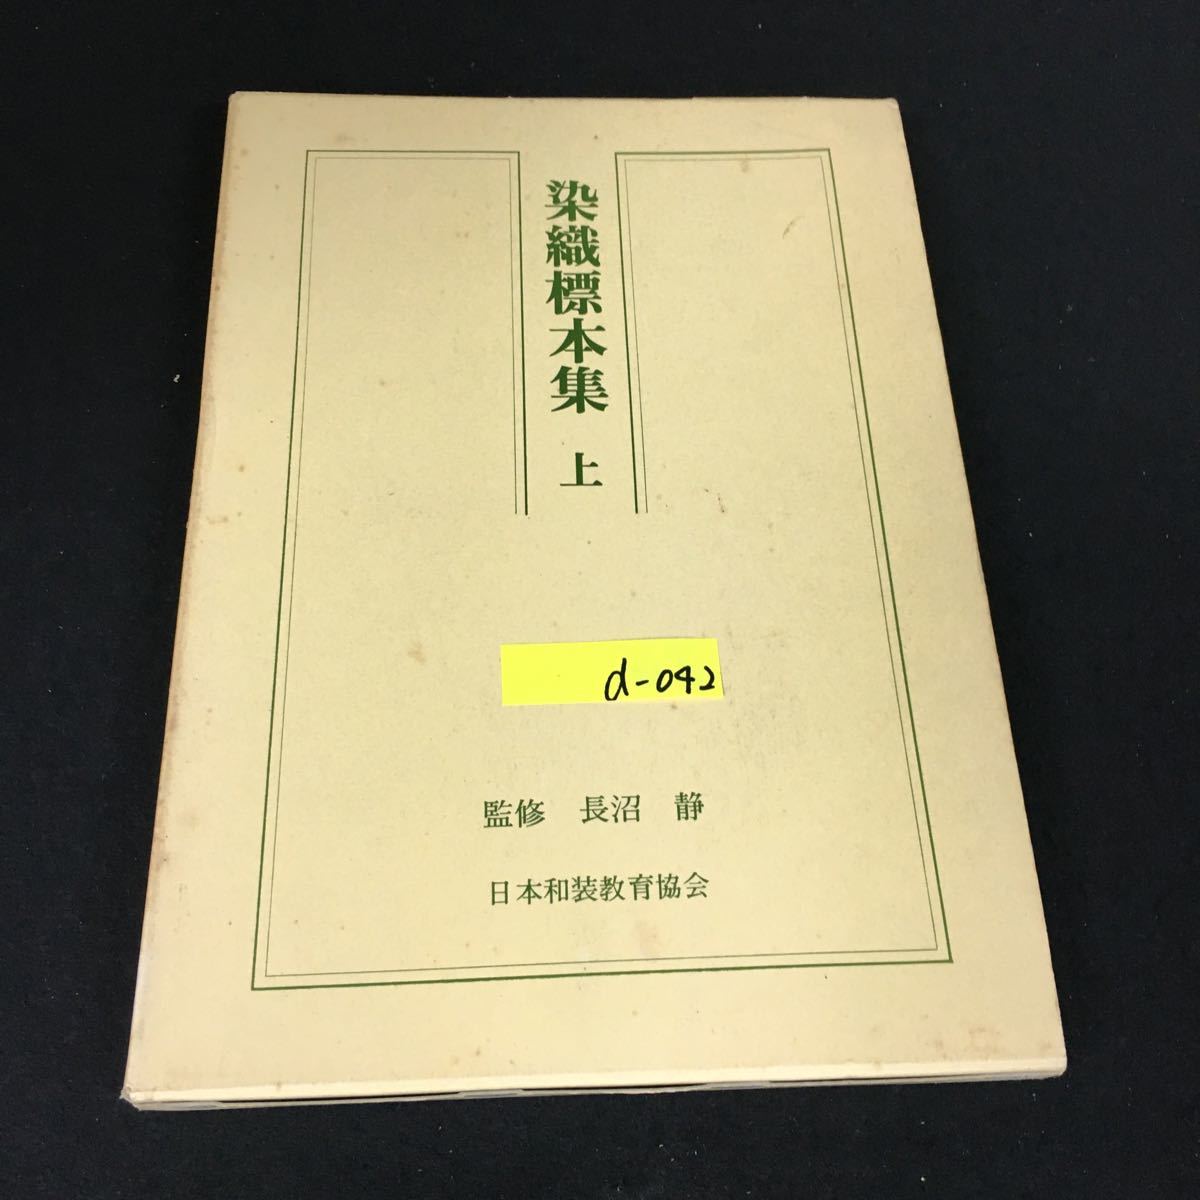 染織標本集 上
d-042
監修 長沼 静
日本和装教育協会